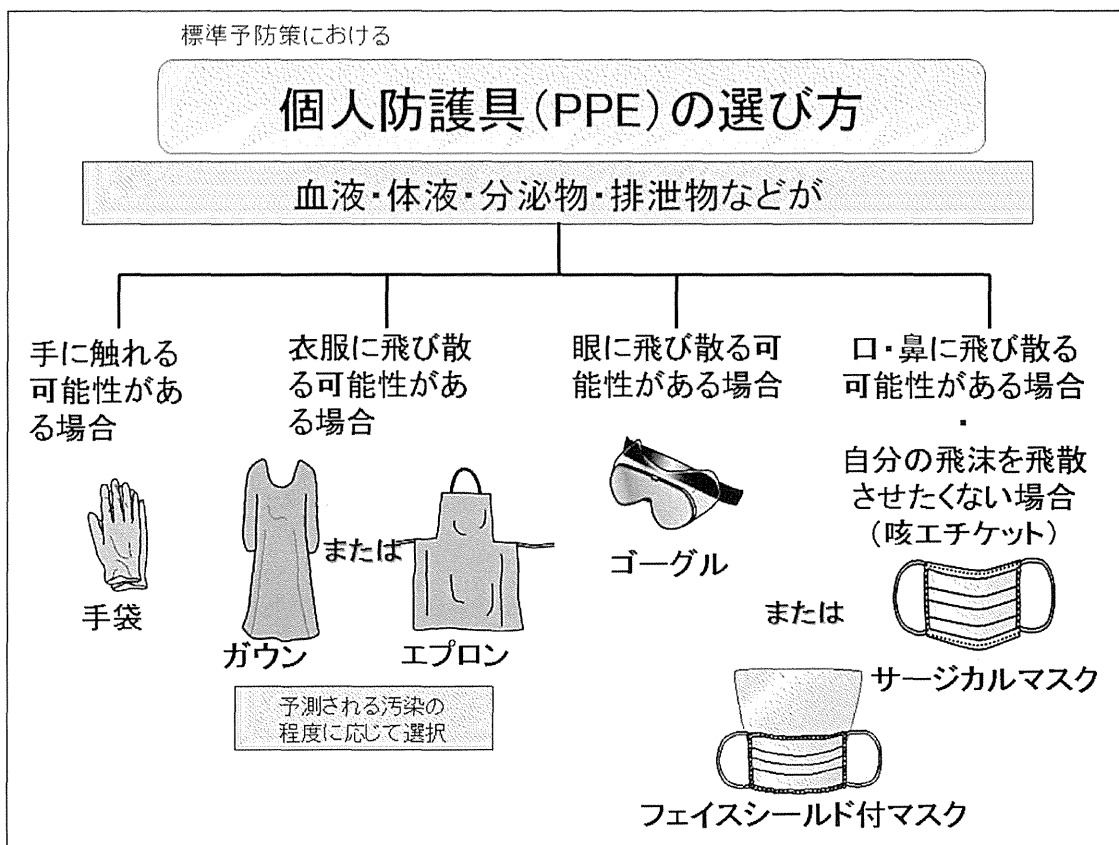 標準予防策における
個人防護具(PPE)の選び方
血液・体液・分泌物・排泄物などが
手に触れる
可能性があ
る場合
衣服に飛び散
る可能性があ
る場合
眼に飛び散る可
能性がある場合
口・鼻に飛び散る
可能性がある場合
・
自分の飛沫を飛散
させたくない場合
(咳エチケット)
手袋
ガウン
または
エプロン
予測される汚染の
程度に応じて選択
ゴーグル
または
サージカルマスク
フェイスシールド付マスク